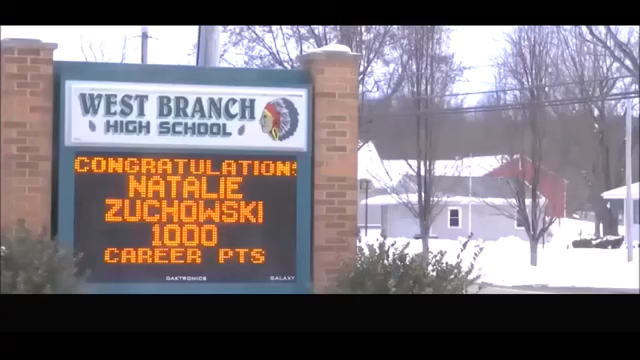 WEST BRANCH
HIGH SCHOOL
CONGRATULATIONS
NATALIE
ZUCHOWSKI
1000
CAREER PTS
DAKTRONICS GALAXY